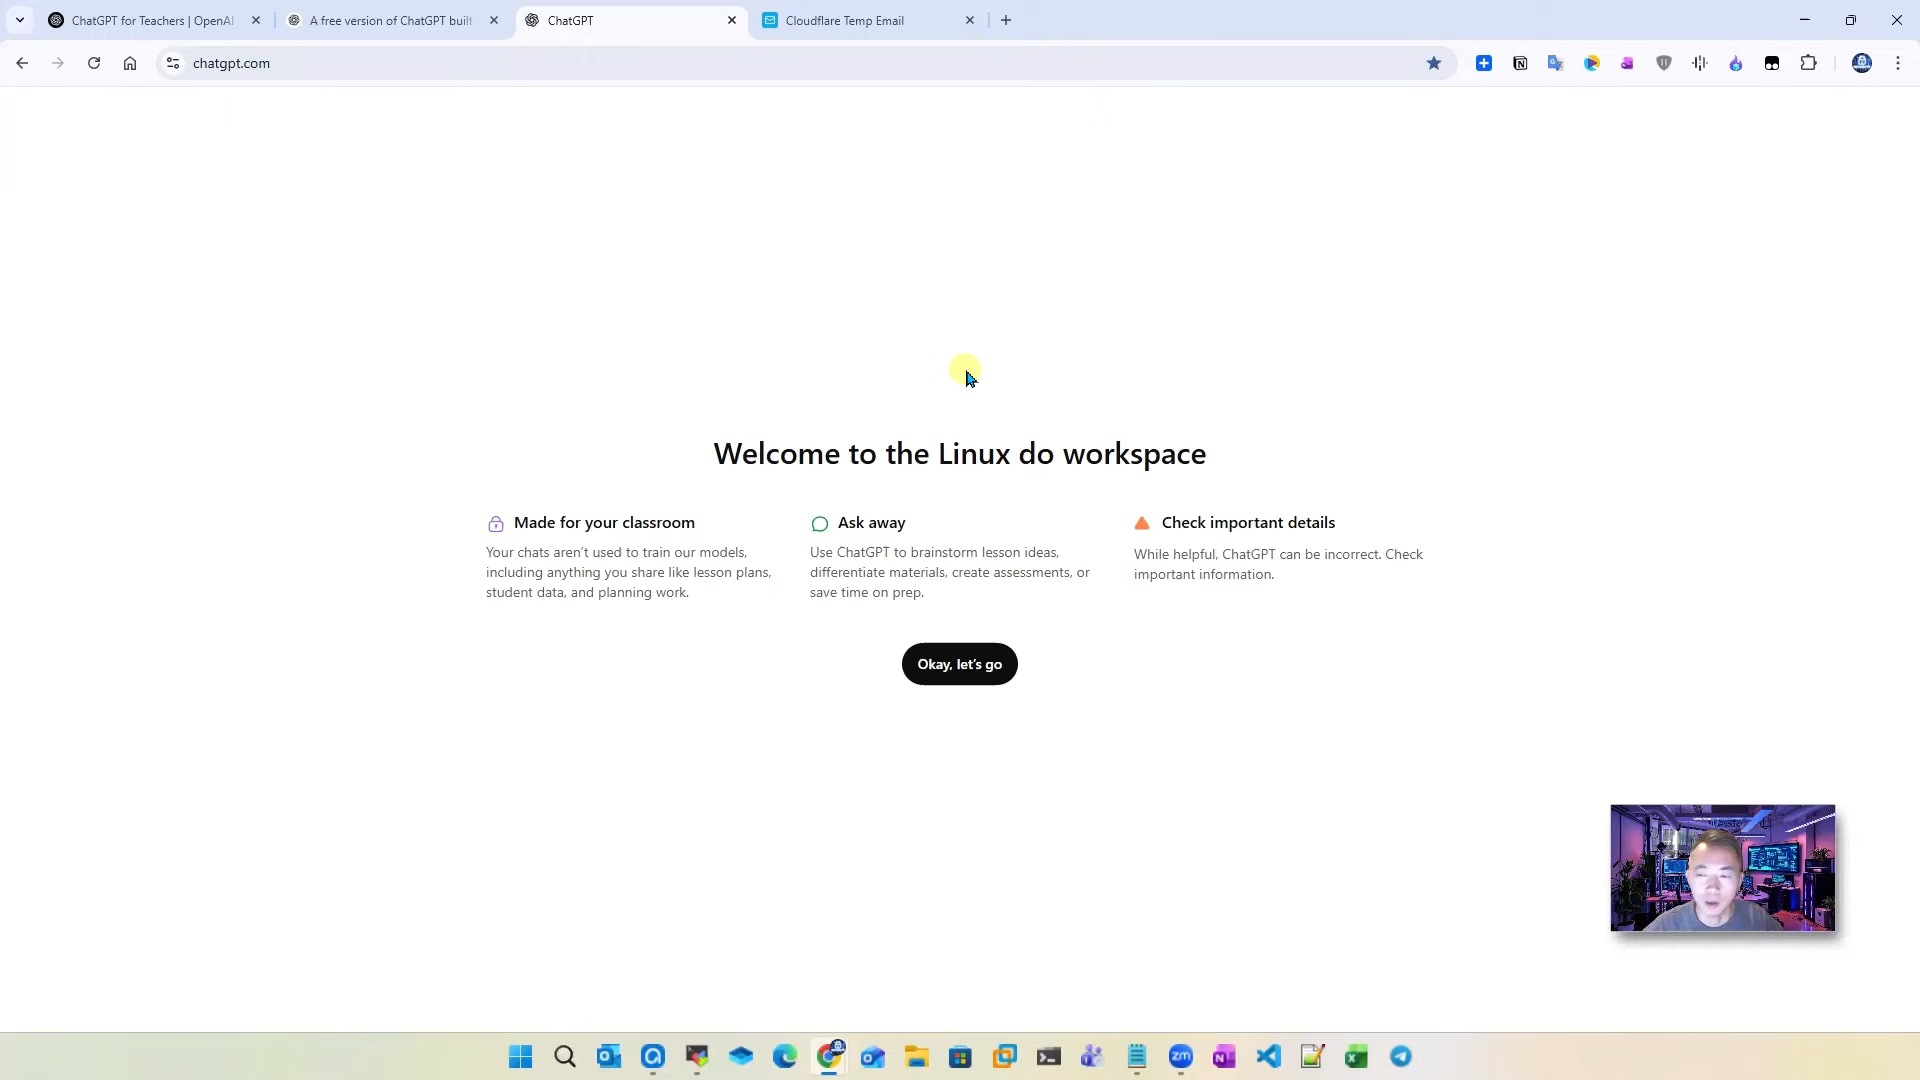 ChatGPT for Teachers | OpenAI
A free version of ChatGPT built
ChatGPT
Cloudflare Temp Email
chatgpt.com
Welcome to the Linux do workspace
Made for your classroom
Your chats aren’t used to train our models,
including anything you share like lesson plans,
student data, and planning work.
Ask away
Use ChatGPT to brainstorm lesson ideas,
differentiate materials, create assessments, or
save time on prep.
Check important details
While helpful, ChatGPT can be incorrect. Check
important information.
Okay, let’s go